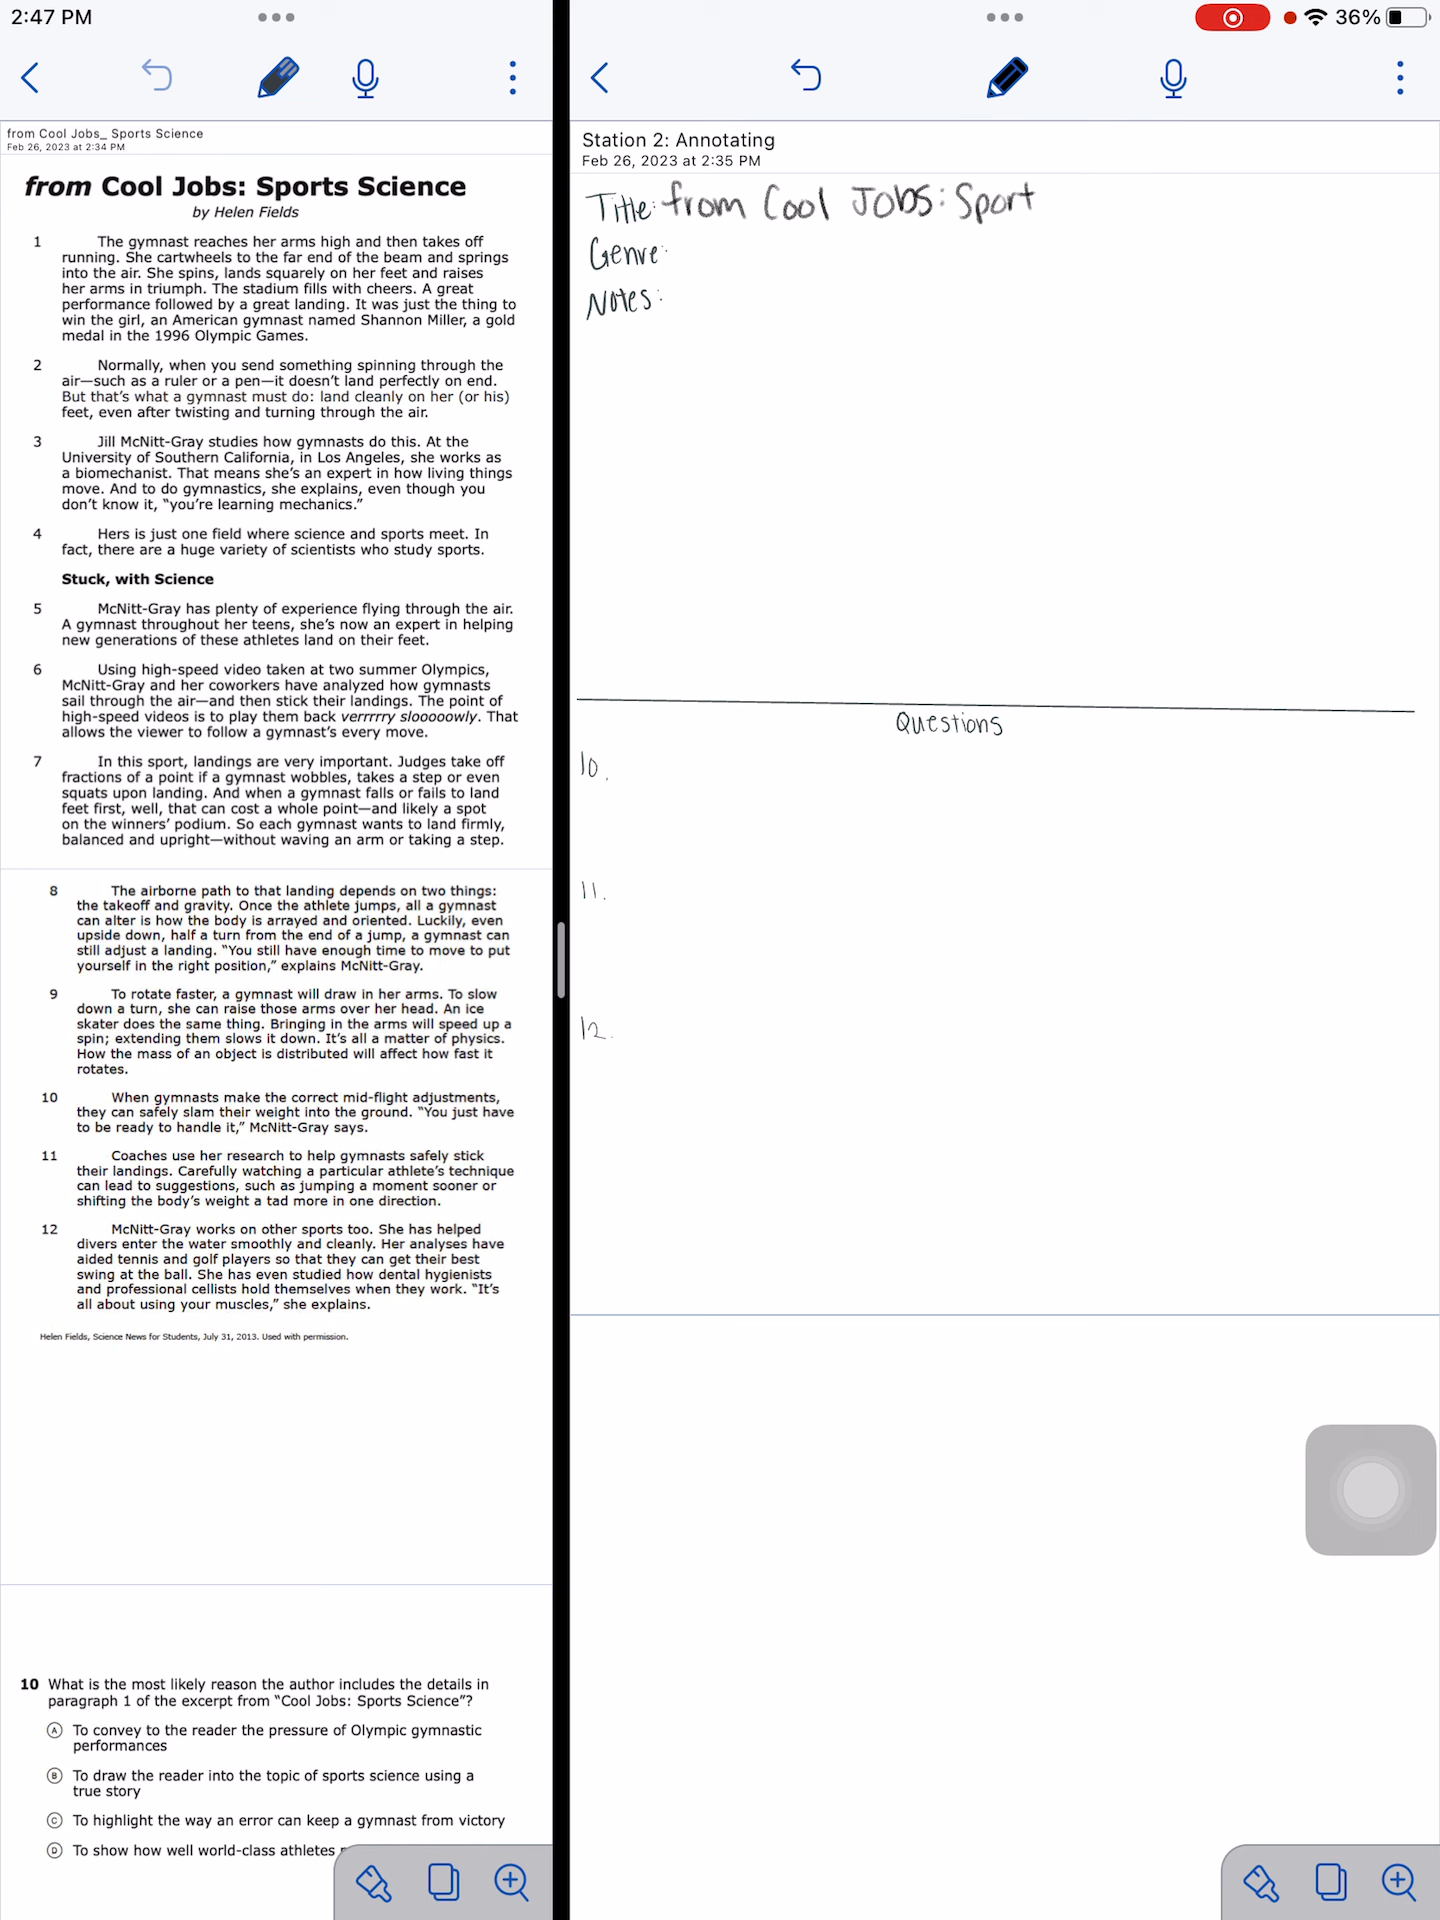 2:47 PM
36%
from Cool Jobs_ Sports Science
Feb 26, 2023 at 2:34 PM
from Cool Jobs: Sports Science
by Helen Fields
1 The gymnast reaches her arms high and then takes off
running. She cartwheels to the far end of the beam and springs
into the air. She spins, lands squarely on her feet and raises
her arms in triumph. The stadium fills with cheers. A great
performance followed by a great landing. It was just the thing to
win the girl, an American gymnast named Shannon Miller, a gold
medal in the 1996 Olympic Games.
2 Normally, when you send something spinning through the
air—such as a ruler or a pen—it doesn't land perfectly on end.
But that's what a gymnast must do: land cleanly on her (or his)
feet, even after twisting and turning through the air.
3 Jill McNitt-Gray studies how gymnasts do this. At the
University of Southern California, in Los Angeles, she works as
a biomechanist. That means she's an expert in how living things
move. And to do gymnastics, she explains, even though you
don't know it, "you're learning mechanics."
4 Hers is just one field where science and sports meet. In
fact, there are a huge variety of scientists who study sports.
Stuck, with Science
5 McNitt-Gray has plenty of experience flying through the air.
A gymnast throughout her teens, she's now an expert in helping
new generations of these athletes land on their feet.
6 Using high-speed video taken at two summer Olympics,
McNitt-Gray and her coworkers have analyzed how gymnasts
sail through the air—and then stick their landings. The point of
high-speed videos is to play them back verrrrry slooooowly. That
allows the viewer to follow a gymnast's every move.
7 In this sport, landings are very important. Judges take off
fractions of a point if a gymnast wobbles, takes a step or even
squats upon landing. And when a gymnast falls or fails to land
feet first, well, that can cost a whole point—and likely a spot
on the winners' podium. So each gymnast wants to land firmly,
balanced and upright—without waving an arm or taking a step.
8 The airborne path to that landing depends on two things:
the takeoff and gravity. Once the athlete jumps, all a gymnast
can alter is how the body is arrayed and oriented. Luckily, even
upside down, half a turn from the end of a jump, a gymnast can
still adjust a landing. "You still have enough time to move to put
yourself in the right position," explains McNitt-Gray.
9 To rotate faster, a gymnast will draw in her arms. To slow
down a turn, she can raise those arms over her head. An ice
skater does the same thing. Bringing in the arms will speed up a
spin; extending them slows it down. It's all a matter of physics.
How the mass of an object is distributed will affect how fast it
rotates.
10 When gymnasts make the correct mid-flight adjustments,
they can safely slam their weight into the ground. "You just have
to be ready to handle it," McNitt-Gray says.
11 Coaches use her research to help gymnasts safely stick
their landings. Carefully watching a particular athlete's technique
can lead to suggestions, such as jumping a moment sooner or
shifting the body's weight a tad more in one direction.
12 McNitt-Gray works on other sports too. She has helped
divers enter the water smoothly and cleanly. Her analyses have
aided tennis and golf players so that they can get their best
swing at the ball. She has even studied how dental hygienists
and professional cellists hold themselves when they work. "It's
all about using your muscles," she explains.
Helen Fields, Science News for Students, July 31, 2013. Used with permission.
10 What is the most likely reason the author includes the details in
paragraph 1 of the excerpt from "Cool Jobs: Sports Science"?
A To convey to the reader the pressure of Olympic gymnastic
performances
B To draw the reader into the topic of sports science using a
true story
C To highlight the way an error can keep a gymnast from victory
D To show how well world-class athletes
Station 2: Annotating
Feb 26, 2023 at 2:35 PM
Title: from Cool Jobs: Sport
Genre:
Notes:
Questions
10.
11.
12.